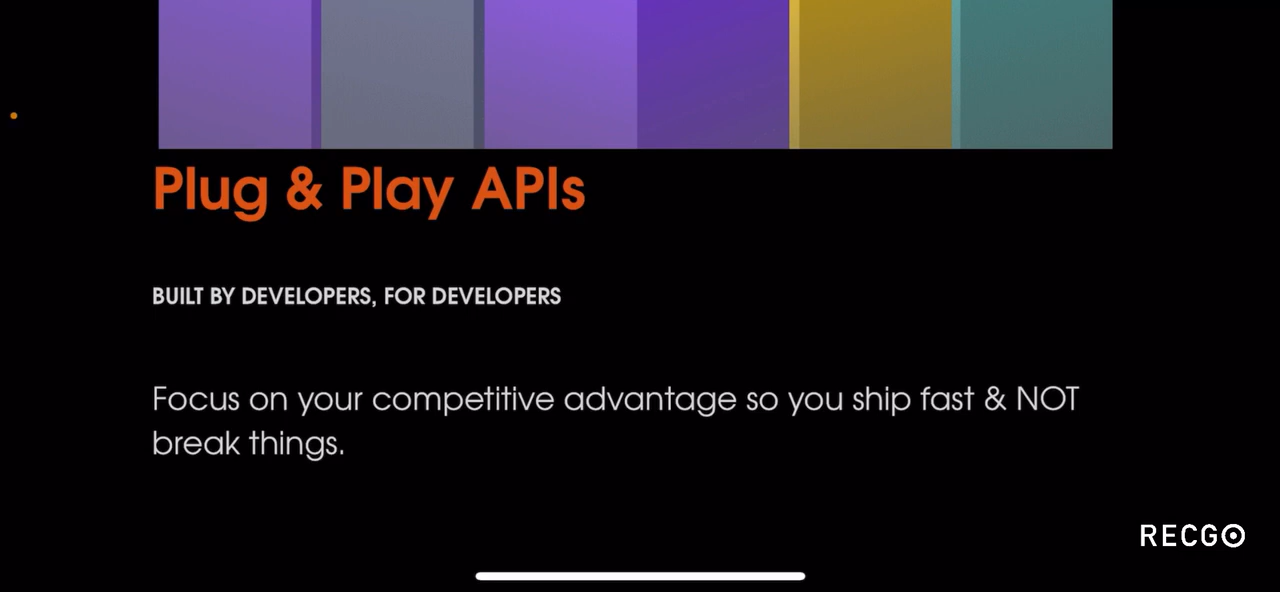 Plug & Play APIs
BUILT BY DEVELOPERS, FOR DEVELOPERS
Focus on your competitive advantage so you ship fast & NOT
break things.
RECGO